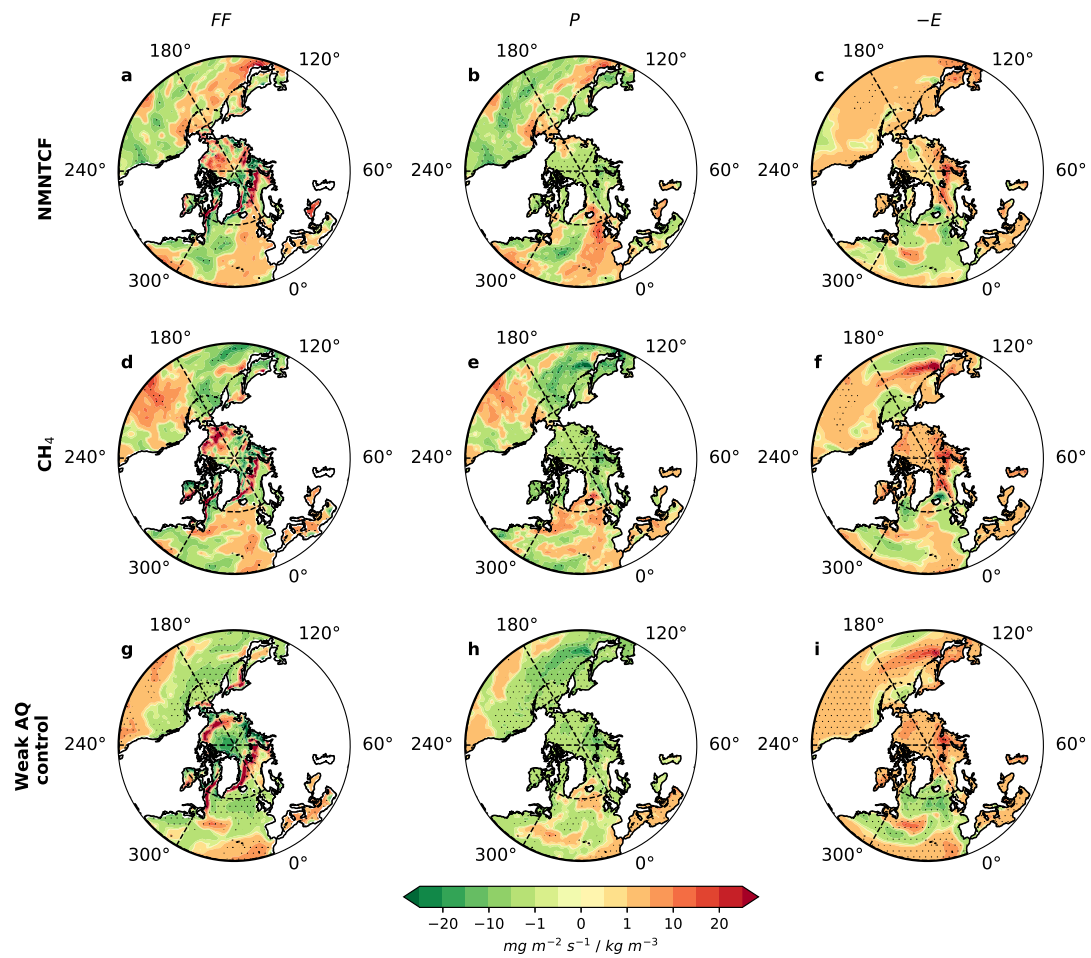 FF P −E
180° 120° 180° 120° 180° 120°
a b c
NMNTCF
240° 60° 240° 60° 240° 60°
300° 0° 300° 0° 300° 0°
180° 120° 180° 120° 180° 120°
d e f
CH₄
240° 60° 240° 60° 240° 60°
300° 0° 300° 0° 300° 0°
180° 120° 180° 120° 180° 120°
g h i
Weak AQ
control
240° 60° 240° 60° 240° 60°
300° 0° 300° 0° 300° 0°
−20 −10 −1 0 1 10 20
mg m⁻² s⁻¹ / kg m⁻³